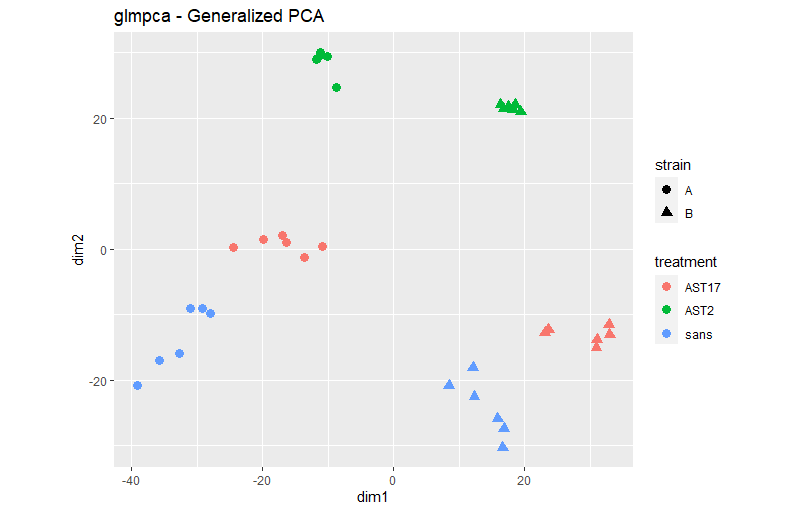 glmpca - Generalized PCA
20
0
-20
dim2
-40
-20
0
20
dim1
strain
A
B
treatment
AST17
AST2
sans